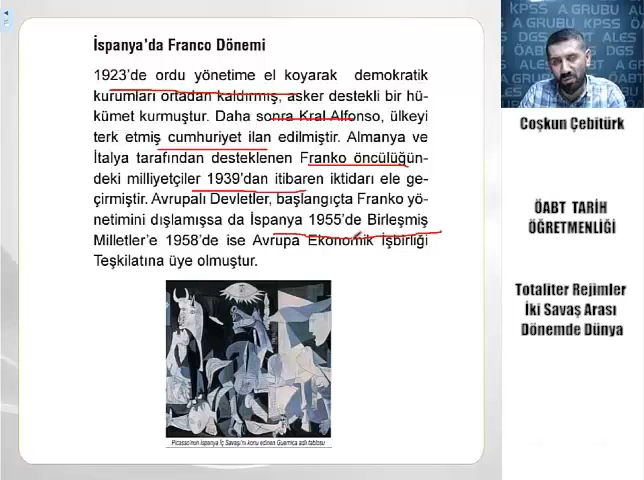 İspanya'da Franco Dönemi
1923'de ordu yönetime el koyarak demokratik
kurumları ortadan kaldırmış, asker destekli bir hü-
kümet kurmuştur. Daha sonra Kral Alfonso, ülkeyi
terk etmiş cumhuriyet ilan edilmiştir. Almanya ve
İtalya tarafından desteklenen Franko öncülüğün-
deki milliyetçiler 1939'dan itibaren iktidarı ele ge-
çirmiştir. Avrupalı Devletler, başlangıçta Franko yö-
netimini dışlamışsa da İspanya 1955'de Birleşmiş
Milletler'e 1958'de ise Avrupa Ekonomik İşbirliği
Teşkilatına üye olmuştur.
Picasso'nun İspanya İç Savaşı'nı konu edinen Guernica adlı tablosu
KPSS A GRUBU ALES
A GRUBU KPSS
DGS
ÖABT
ALES
Coşkun Çebitürk
ÖABT TARİH
ÖĞRETMENLİĞİ
Totaliter Rejimler
İki Savaş Arası
Dönemde Dünya